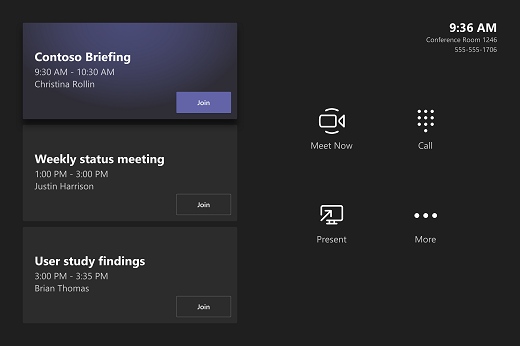 Contoso Briefing
9:30 AM - 10:30 AM
Christina Rollin
Join
Weekly status meeting
1:00 PM - 3:00 PM
Justin Harrison
Join
User study findings
3:00 PM - 3:35 PM
Brian Thomas
Join
9:36 AM
Conference Room 1246
555-555-1706
Meet Now
Call
Present
More